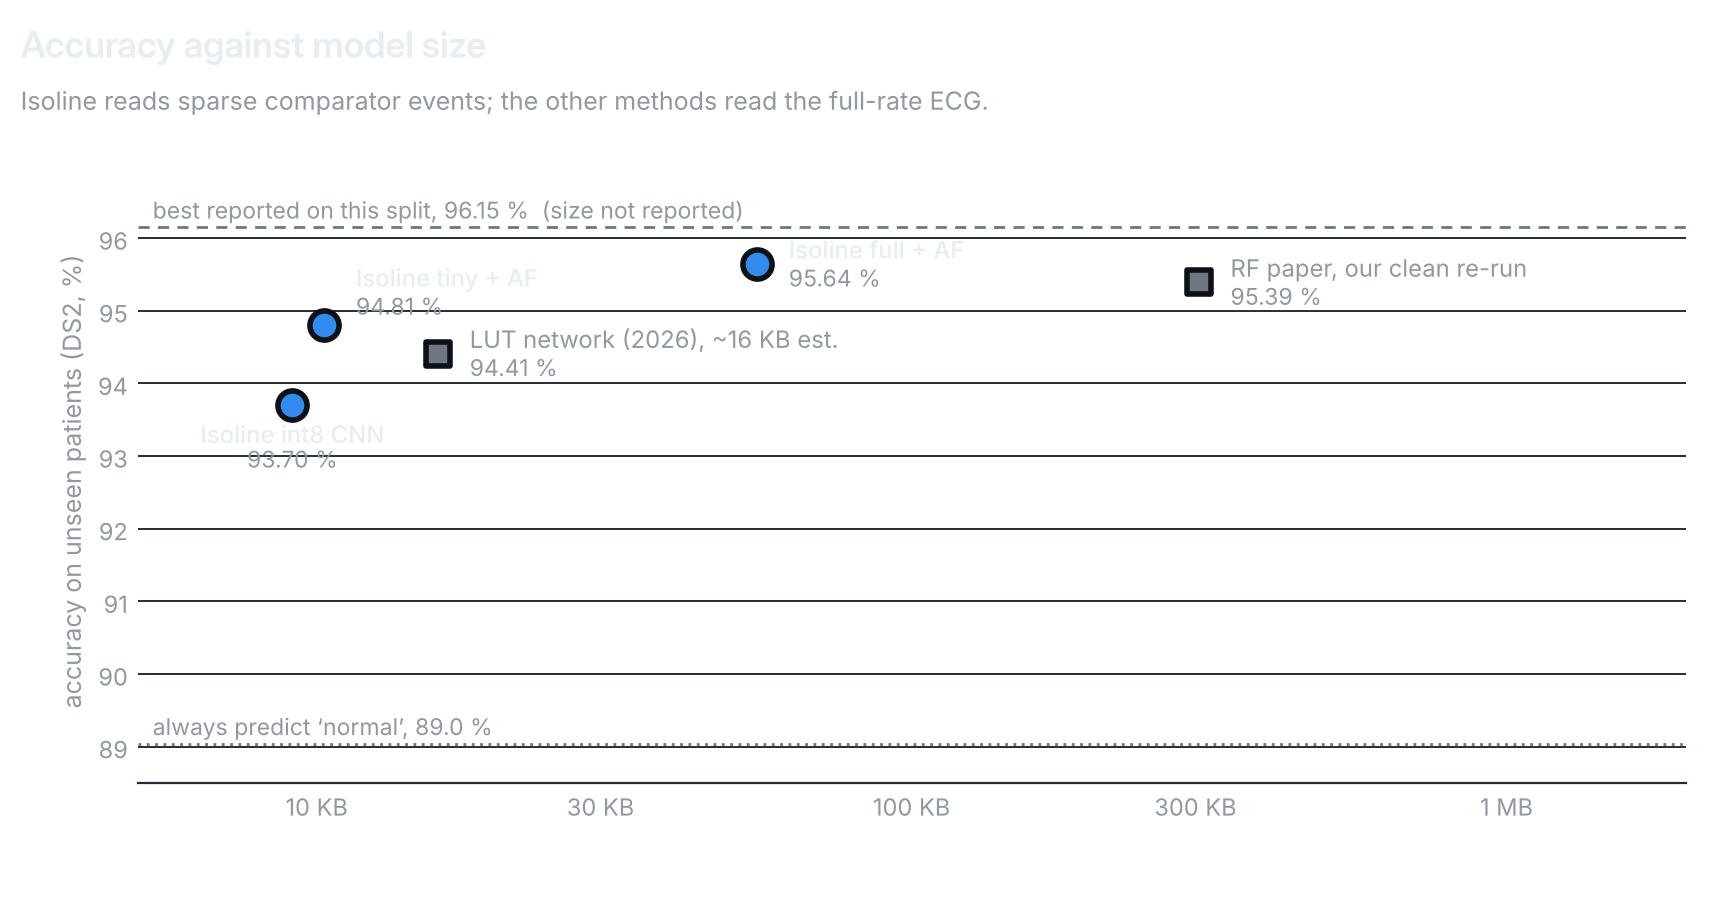 Accuracy against model size
Isoline reads sparse comparator events; the other methods read the full-rate ECG.
best reported on this split, 96.15 % (size not reported)
96
Isoline full + AF
95.64 %
RF paper, our clean re-run
95.39 %
Isoline tiny + AF
94.81 %
95
LUT network (2026), ~16 KB est.
94.41 %
94
Isoline int8 CNN
93.70 %
93
92
91
90
always predict ‘normal’, 89.0 %
89
accuracy on unseen patients (DS2, %)
10 KB
30 KB
100 KB
300 KB
1 MB